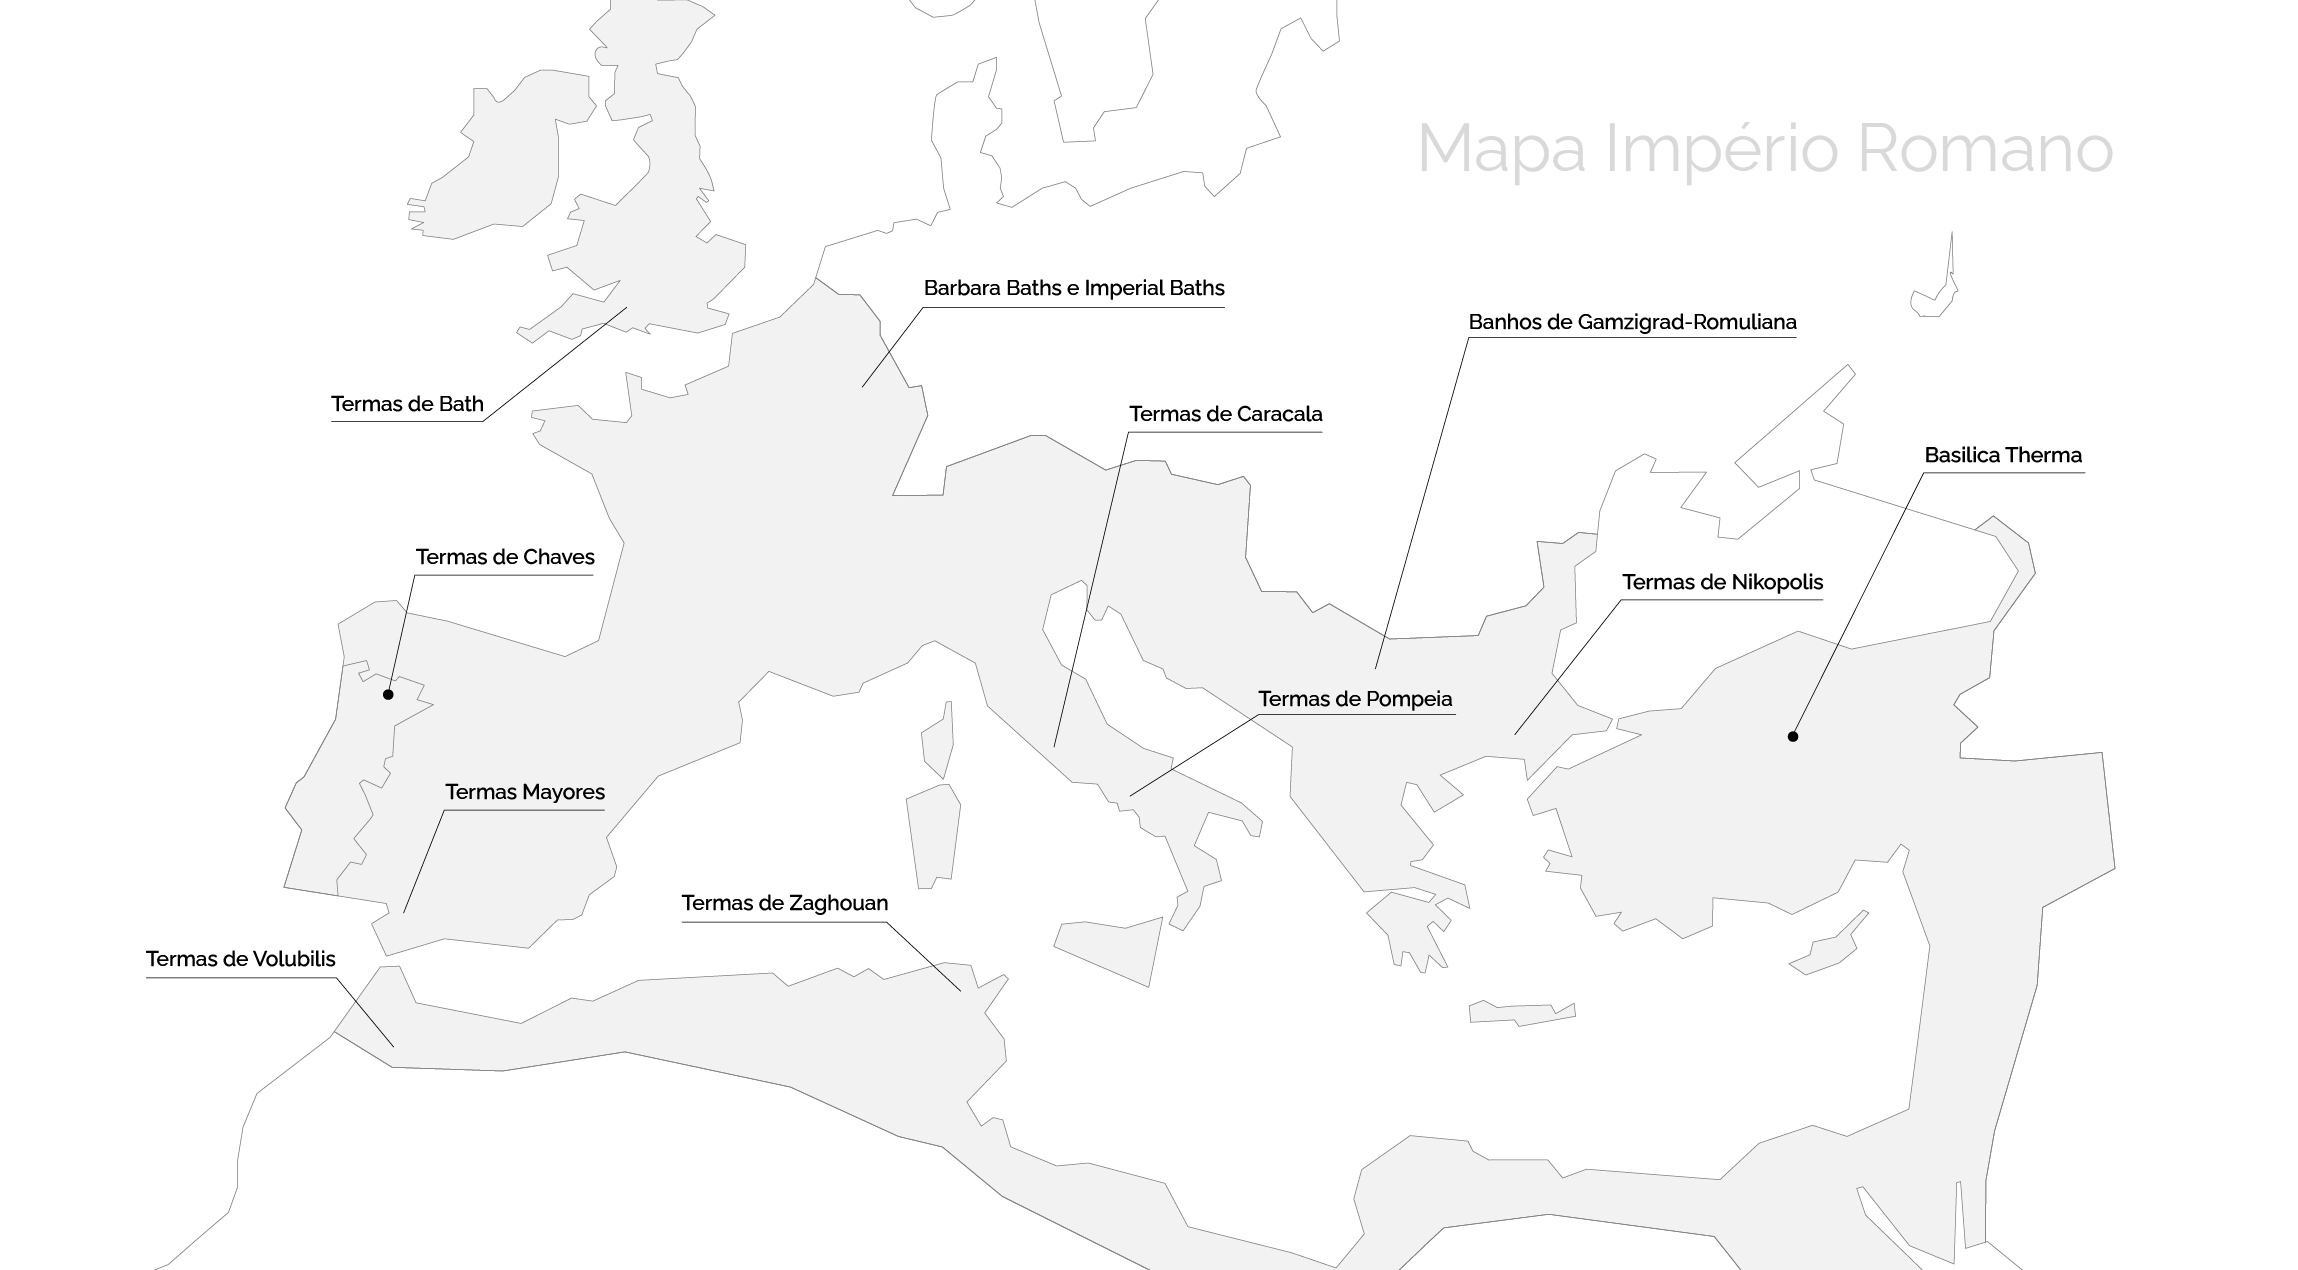 Mapa Império Romano
Barbara Baths e Imperial Baths
Banhos de Gamzigrad-Romuliana
Termas de Bath
Termas de Caracala
Basilica Therma
Termas de Chaves
Termas de Nikopolis
Termas de Pompeia
Termas Mayores
Termas de Zaghouan
Termas de Volubilis